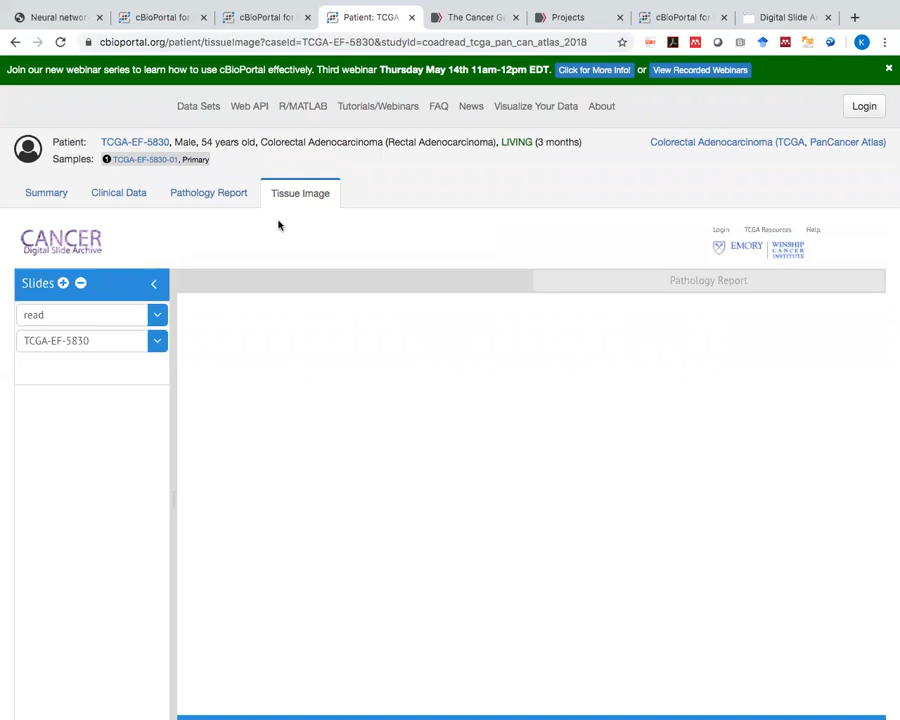 Neural networ
cBioPortal for
cBioPortal for
Patient: TCGA
The Cancer G
Projects
cBioPortal for
Digital Slide Ar
cbioportal.org/patient/tissueImage?caseId=TCGA-EF-5830&studyId=coadread_tcga_pan_can_atlas_2018
K
Join our new webinar series to learn how to use cBioPortal effectively. Third webinar Thursday May 14th 11am-12pm EDT. Click for More Info! or View Recorded Webinars
Data Sets Web API R/MATLAB Tutorials/Webinars FAQ News Visualize Your Data About Login
Patient: TCGA-EF-5830, Male, 54 years old, Colorectal Adenocarcinoma (Rectal Adenocarcinoma), LIVING (3 months) Colorectal Adenocarcinoma (TCGA, PanCancer Atlas)
Samples: 1 TCGA-EF-5830-01, Primary
Summary Clinical Data Pathology Report Tissue Image
CANCER
Digital Slide Archive
Login TCGA Resources Help
EMORY WINSHIP CANCER INSTITUTE
Slides
Pathology Report
read
TCGA-EF-5830